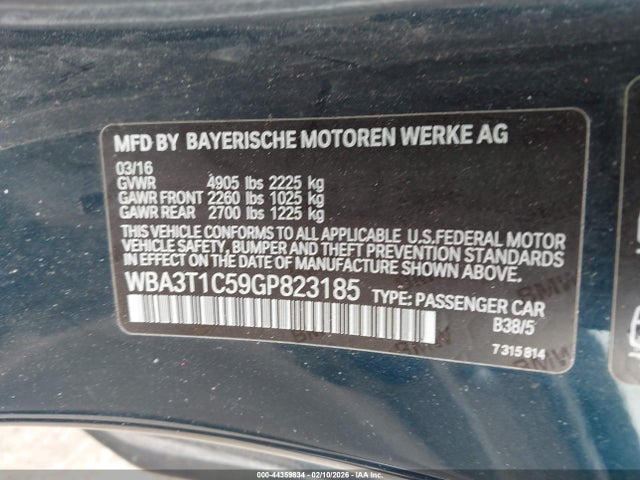 MFD BY BAYERISCHE MOTOREN WERKE AG
03/16
GVWR 4905 lbs 2225 kg
GAWR FRONT 2260 lbs 1025 kg
GAWR REAR 2700 lbs 1225 kg
THIS VEHICLE CONFORMS TO ALL APPLICABLE U.S.FEDERAL MOTOR
VEHICLE SAFETY, BUMPER AND THEFT PREVENTION STANDARDS
IN EFFECT ON THE DATE OF MANUFACTURE SHOWN ABOVE.
WBA3T1C59GP823185 TYPE: PASSENGER CAR
B38/5
7 315 814
000-44359834 - 02/10/2026 - COPYRIGHT IAA, LLC